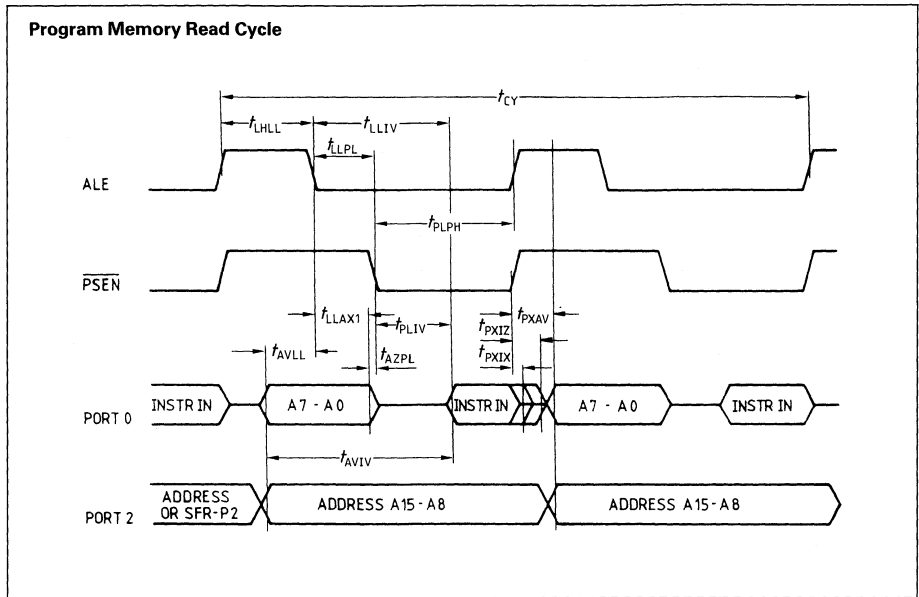 Program Memory Read Cycle
tCY
tLHLL
tLLIV
tLLPL
ALE
tPLPH
PSEN
tLLAX1
tPLIV
tPXIZ
tPXAV
tAVLL
tAZPL
tPXIX
PORT 0
INSTR IN
A7 - A0
INSTR IN
A7 - A0
INSTR IN
tAVIV
PORT 2
ADDRESS
OR SFR-P2
ADDRESS A15-A8
ADDRESS A15-A8